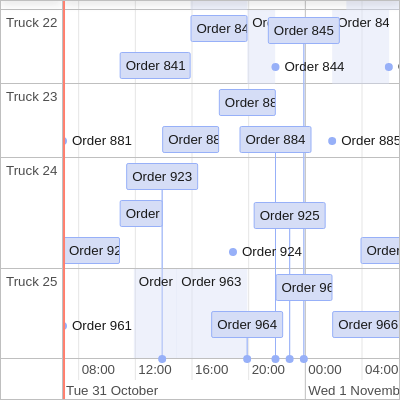 Truck 22
Order 84
Order 845
Order 84
Order 841
Order 844
Truck 23
Order 88
Order 881
Order 88
Order 884
Order 885
Truck 24
Order 923
Order
Order 925
Order 92
Order 924
Order
Truck 25
Order
Order 963
Order 96
Order 961
Order 964
Order 966
08:00 12:00 16:00 20:00 00:00 04:00
Tue 31 October
Wed 1 Novemb